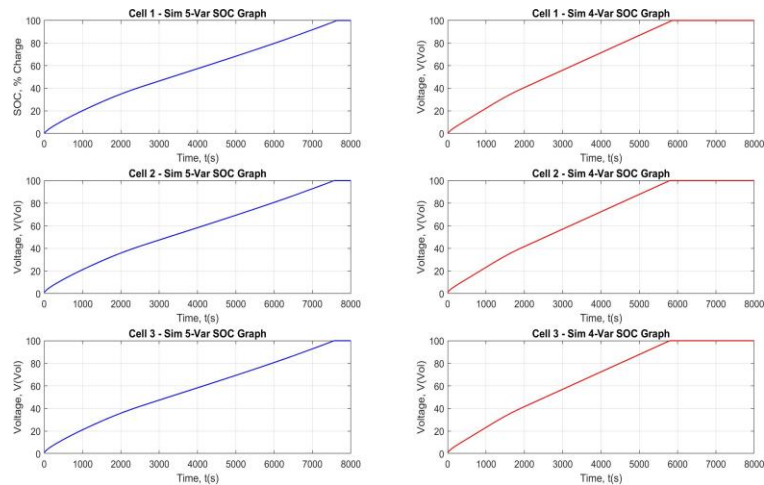 Cell 1 - Sim 5-Var SOC Graph
SOC, % Charge
100
80
60
40
20
0
0 1000 2000 3000 4000 5000 6000 7000 8000
Time, t(s)
Cell 1 - Sim 4-Var SOC Graph
Voltage, V(Vol)
100
80
60
40
20
0
0 1000 2000 3000 4000 5000 6000 7000 8000
Time, t(s)
Cell 2 - Sim 5-Var SOC Graph
Voltage, V(Vol)
100
80
60
40
20
0
0 1000 2000 3000 4000 5000 6000 7000 8000
Time, t(s)
Cell 2 - Sim 4-Var SOC Graph
Voltage, V(Vol)
100
80
60
40
20
0
0 1000 2000 3000 4000 5000 6000 7000 8000
Time, t(s)
Cell 3 - Sim 5-Var SOC Graph
Voltage, V(Vol)
100
80
60
40
20
0
0 1000 2000 3000 4000 5000 6000 7000 8000
Time, t(s)
Cell 3 - Sim 4-Var SOC Graph
Voltage, V(Vol)
100
80
60
40
20
0
0 1000 2000 3000 4000 5000 6000 7000 8000
Time, t(s)